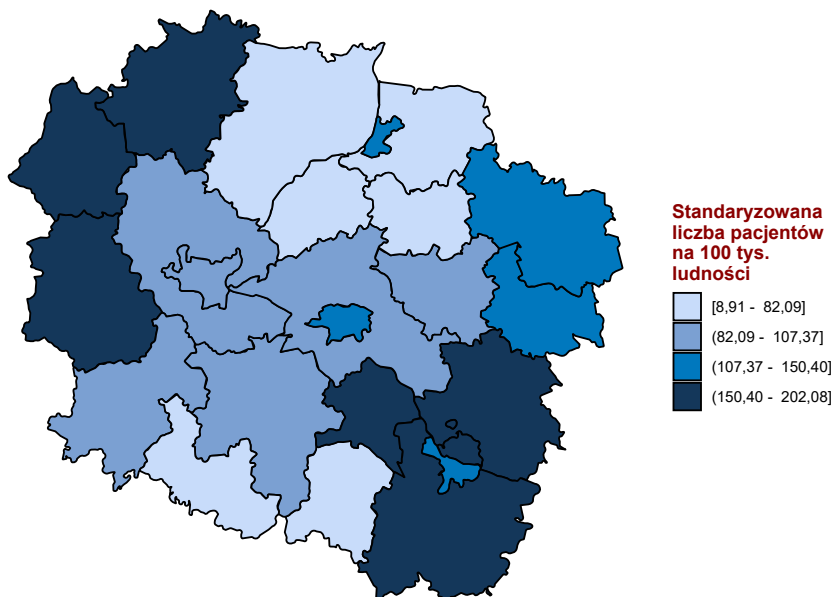 Standaryzowana
liczba pacjentów
na 100 tys.
ludności
[8,91 - 82,09]
(82,09 - 107,37]
(107,37 - 150,40]
(150,40 - 202,08]